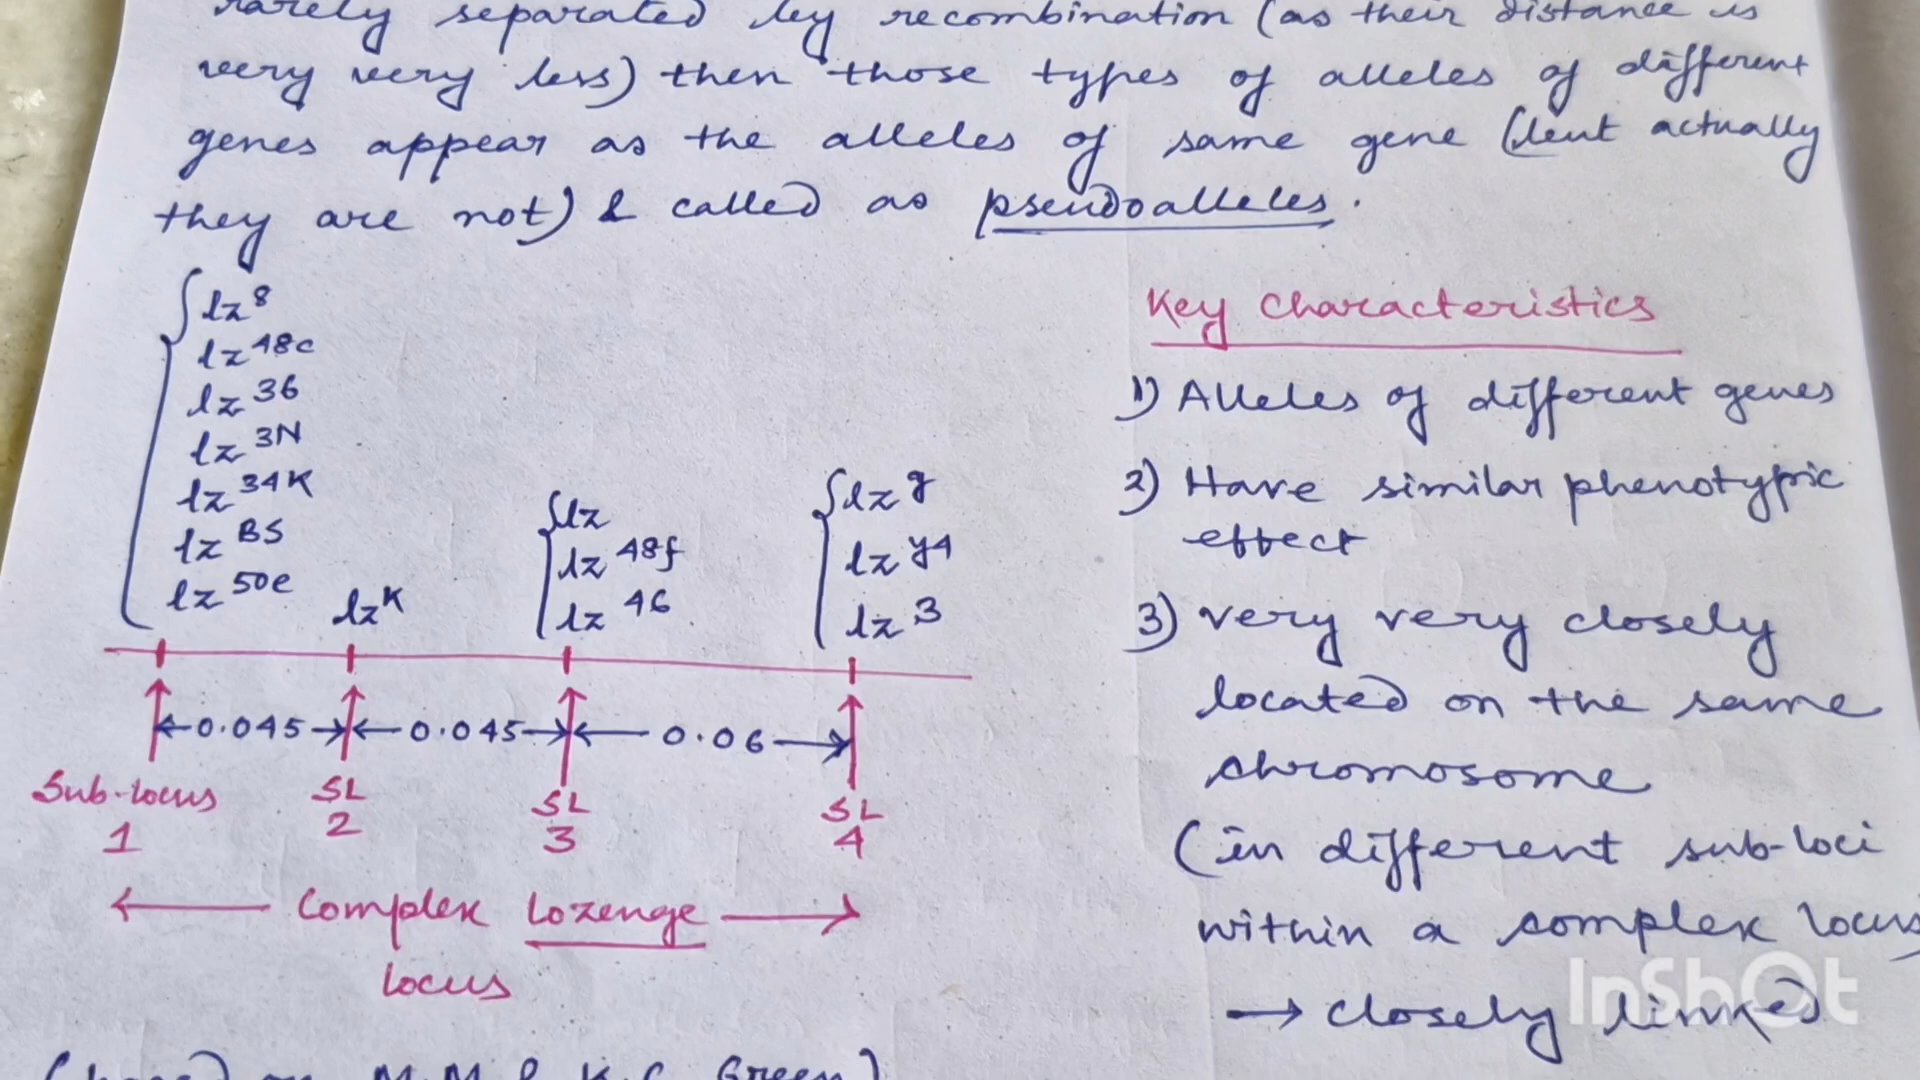 rarely separated by recombination (as their distance is
very very less) then those types of alleles of different
genes appear as the alleles of same gene (but actually
they are not) & called as pseudoalleles.
lz 8
lz 48c
lz 36
lz 3N
lz 34K
lz BS
lz 50e
lz K
lz
lz 48f
lz 46
lz g
lz y4
lz 3
0.045
0.045
0.06
Sub-locus
1
SL
2
SL
3
SL
4
Complex Lozenge
locus
Key Characteristics
1) Alleles of different genes
2) Have similar phenotypic
effect
3) very very closely
located on the same
chromosome
(in different sub-loci
within a complex locus)
→ closely linked
(based on M.M & K.C. Green)
InShOt